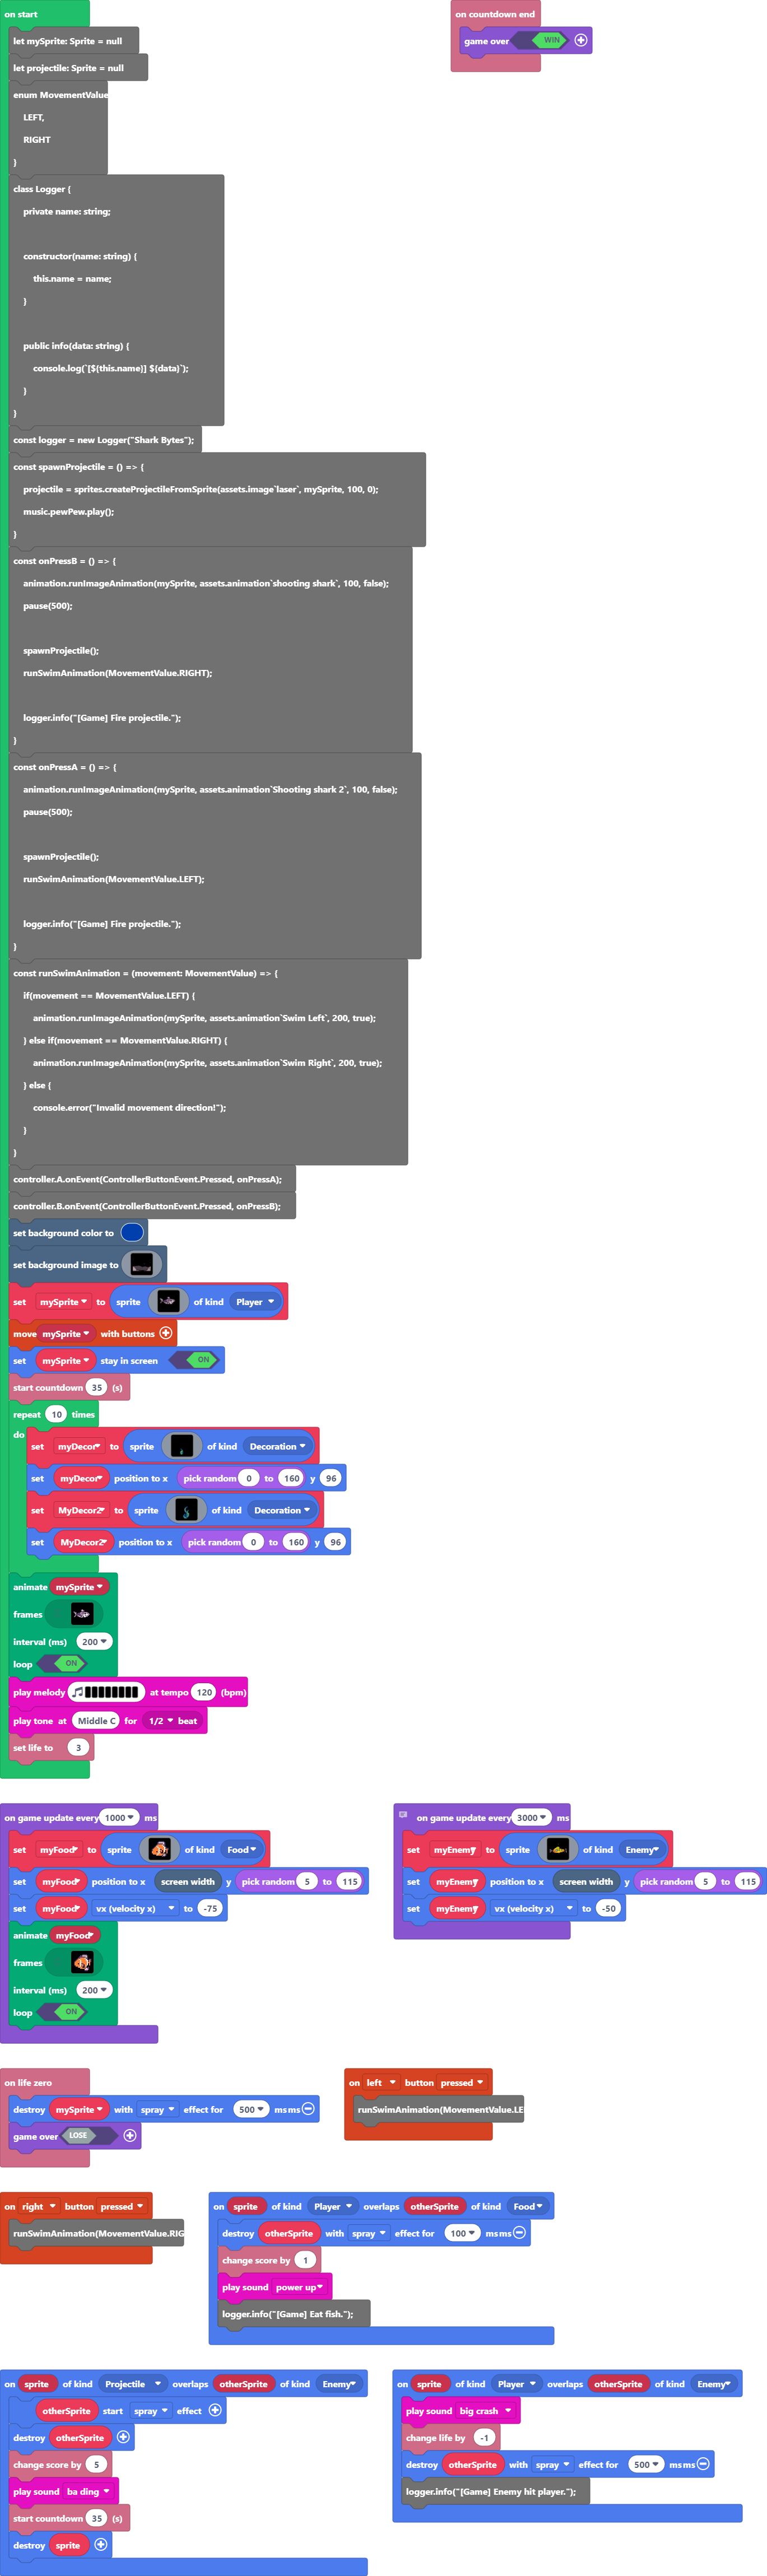 on start
let mySprite: Sprite = null
let projectile: Sprite = null
enum MovementValue
LEFT,
RIGHT
}
class Logger {
private name: string;
constructor(name: string) {
this.name = name;
}
public info(data: string) {
console.log(`[${this.name}] ${data}`);
}
}
const logger = new Logger("Shark Bytes");
const spawnProjectile = () => {
projectile = sprites.createProjectileFromSprite(assets.image`laser`, mySprite, 100, 0);
music.pewPew.play();
}
const onPressB = () => {
animation.runImageAnimation(mySprite, assets.animation`shooting shark`, 100, false);
pause(500);
spawnProjectile();
runSwimAnimation(MovementValue.RIGHT);
logger.info("[Game] Fire projectile.");
}
const onPressA = () => {
animation.runImageAnimation(mySprite, assets.animation`Shooting shark 2`, 100, false);
pause(500);
spawnProjectile();
runSwimAnimation(MovementValue.LEFT);
logger.info("[Game] Fire projectile.");
}
const runSwimAnimation = (movement: MovementValue) => {
if(movement == MovementValue.LEFT) {
animation.runImageAnimation(mySprite, assets.animation`Swim Left`, 200, true);
} else if(movement == MovementValue.RIGHT) {
animation.runImageAnimation(mySprite, assets.animation`Swim Right`, 200, true);
} else {
console.error("Invalid movement direction!");
}
}
controller.A.onEvent(ControllerButtonEvent.Pressed, onPressA);
controller.B.onEvent(ControllerButtonEvent.Pressed, onPressB);
set background color to
set background image to
set mySprite to sprite of kind Player
move mySprite with buttons
set mySprite stay in screen ON
start countdown 35 (s)
repeat 10 times
do
set myDecor to sprite of kind Decoration
set myDecor position to x pick random 0 to 160 y 96
set MyDecor2 to sprite of kind Decoration
set MyDecor2 position to x pick random 0 to 160 y 96
animate mySprite
frames
interval (ms) 200
loop ON
play melody at tempo 120 (bpm)
play tone at Middle C for 1/2 beat
set life to 3
on countdown end
game over WIN
on game update every 1000 ms
set myFood to sprite of kind Food
set myFood position to x screen width y pick random 5 to 115
set myFood vx (velocity x) to -75
animate myFood
frames
interval (ms) 200
loop ON
on game update every 3000 ms
set myEnemy to sprite of kind Enemy
set myEnemy position to x screen width y pick random 5 to 115
set myEnemy vx (velocity x) to -50
on life zero
destroy mySprite with spray effect for 500 ms ms
game over LOSE
on left button pressed
runSwimAnimation(MovementValue.LE
on right button pressed
runSwimAnimation(MovementValue.RIG
on sprite of kind Player overlaps otherSprite of kind Food
destroy otherSprite with spray effect for 100 ms ms
change score by 1
play sound power up
logger.info("[Game] Eat fish.");
on sprite of kind Projectile overlaps otherSprite of kind Enemy
otherSprite start spray effect
destroy otherSprite
change score by 5
play sound ba ding
start countdown 35 (s)
destroy sprite
on sprite of kind Player overlaps otherSprite of kind Enemy
play sound big crash
change life by -1
destroy otherSprite with spray effect for 500 ms ms
logger.info("[Game] Enemy hit player.");